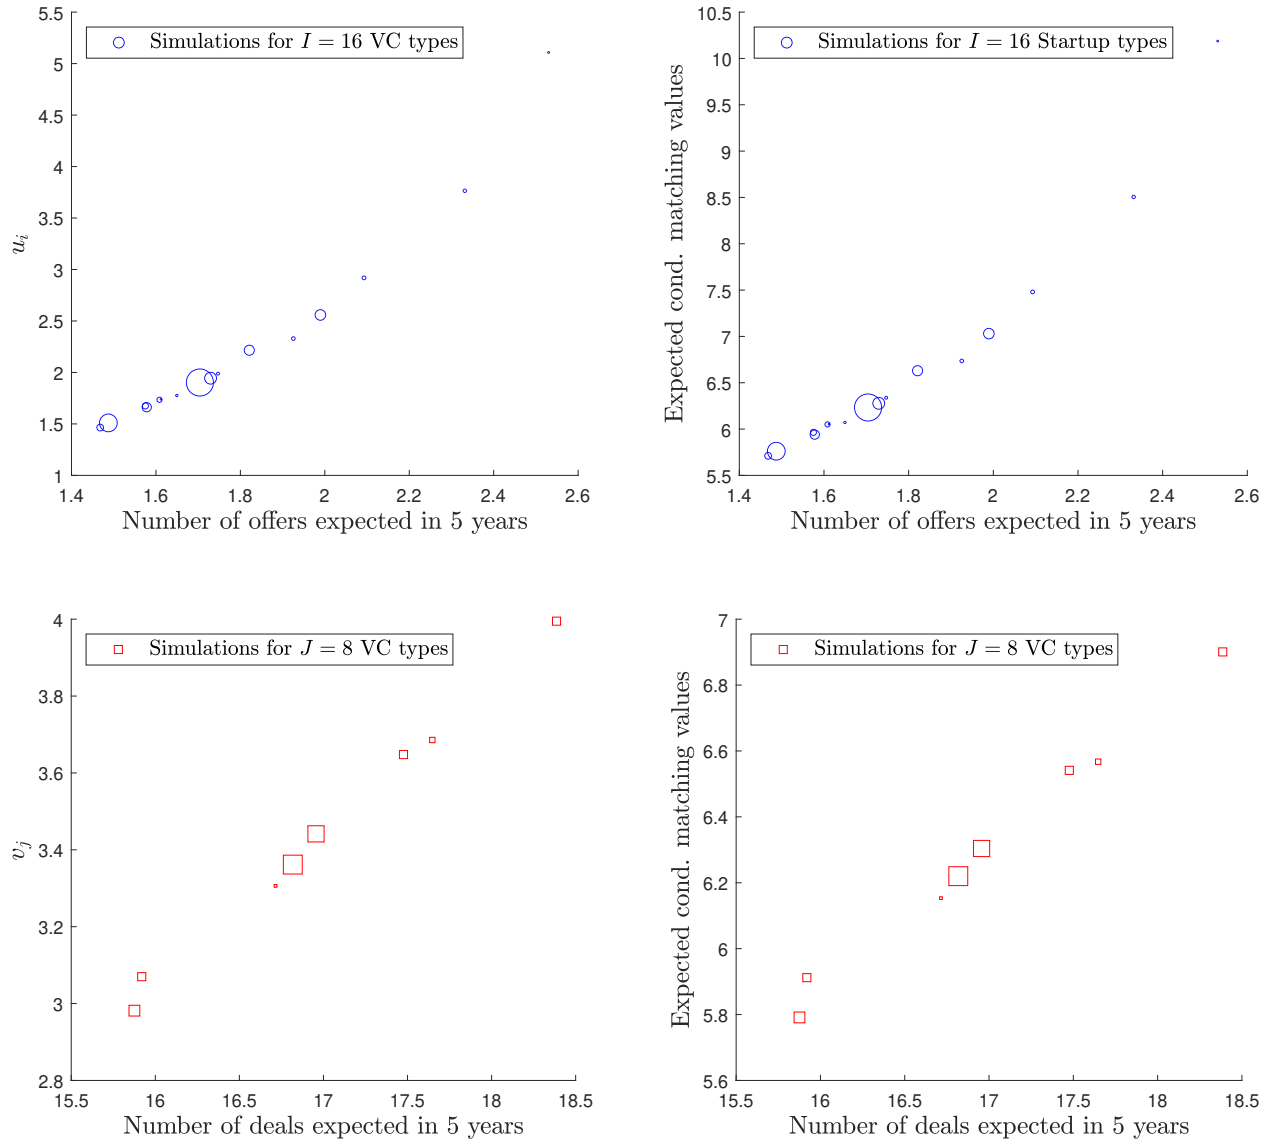 5.5
5
4.5
4
3.5
3
2.5
2
1.5
1
u_i
Simulations for I = 16 VC types
1.4 1.6 1.8 2 2.2 2.4 2.6
Number of offers expected in 5 years
10.5
10
9.5
9
8.5
8
7.5
7
6.5
6
5.5
Expected cond. matching values
Simulations for I = 16 Startup types
1.4 1.6 1.8 2 2.2 2.4 2.6
Number of offers expected in 5 years
4
3.8
3.6
3.4
3.2
3
2.8
v_j
Simulations for J = 8 VC types
15.5 16 16.5 17 17.5 18 18.5
Number of deals expected in 5 years
7
6.8
6.6
6.4
6.2
6
5.8
5.6
Expected cond. matching values
Simulations for J = 8 VC types
15.5 16 16.5 17 17.5 18 18.5
Number of deals expected in 5 years